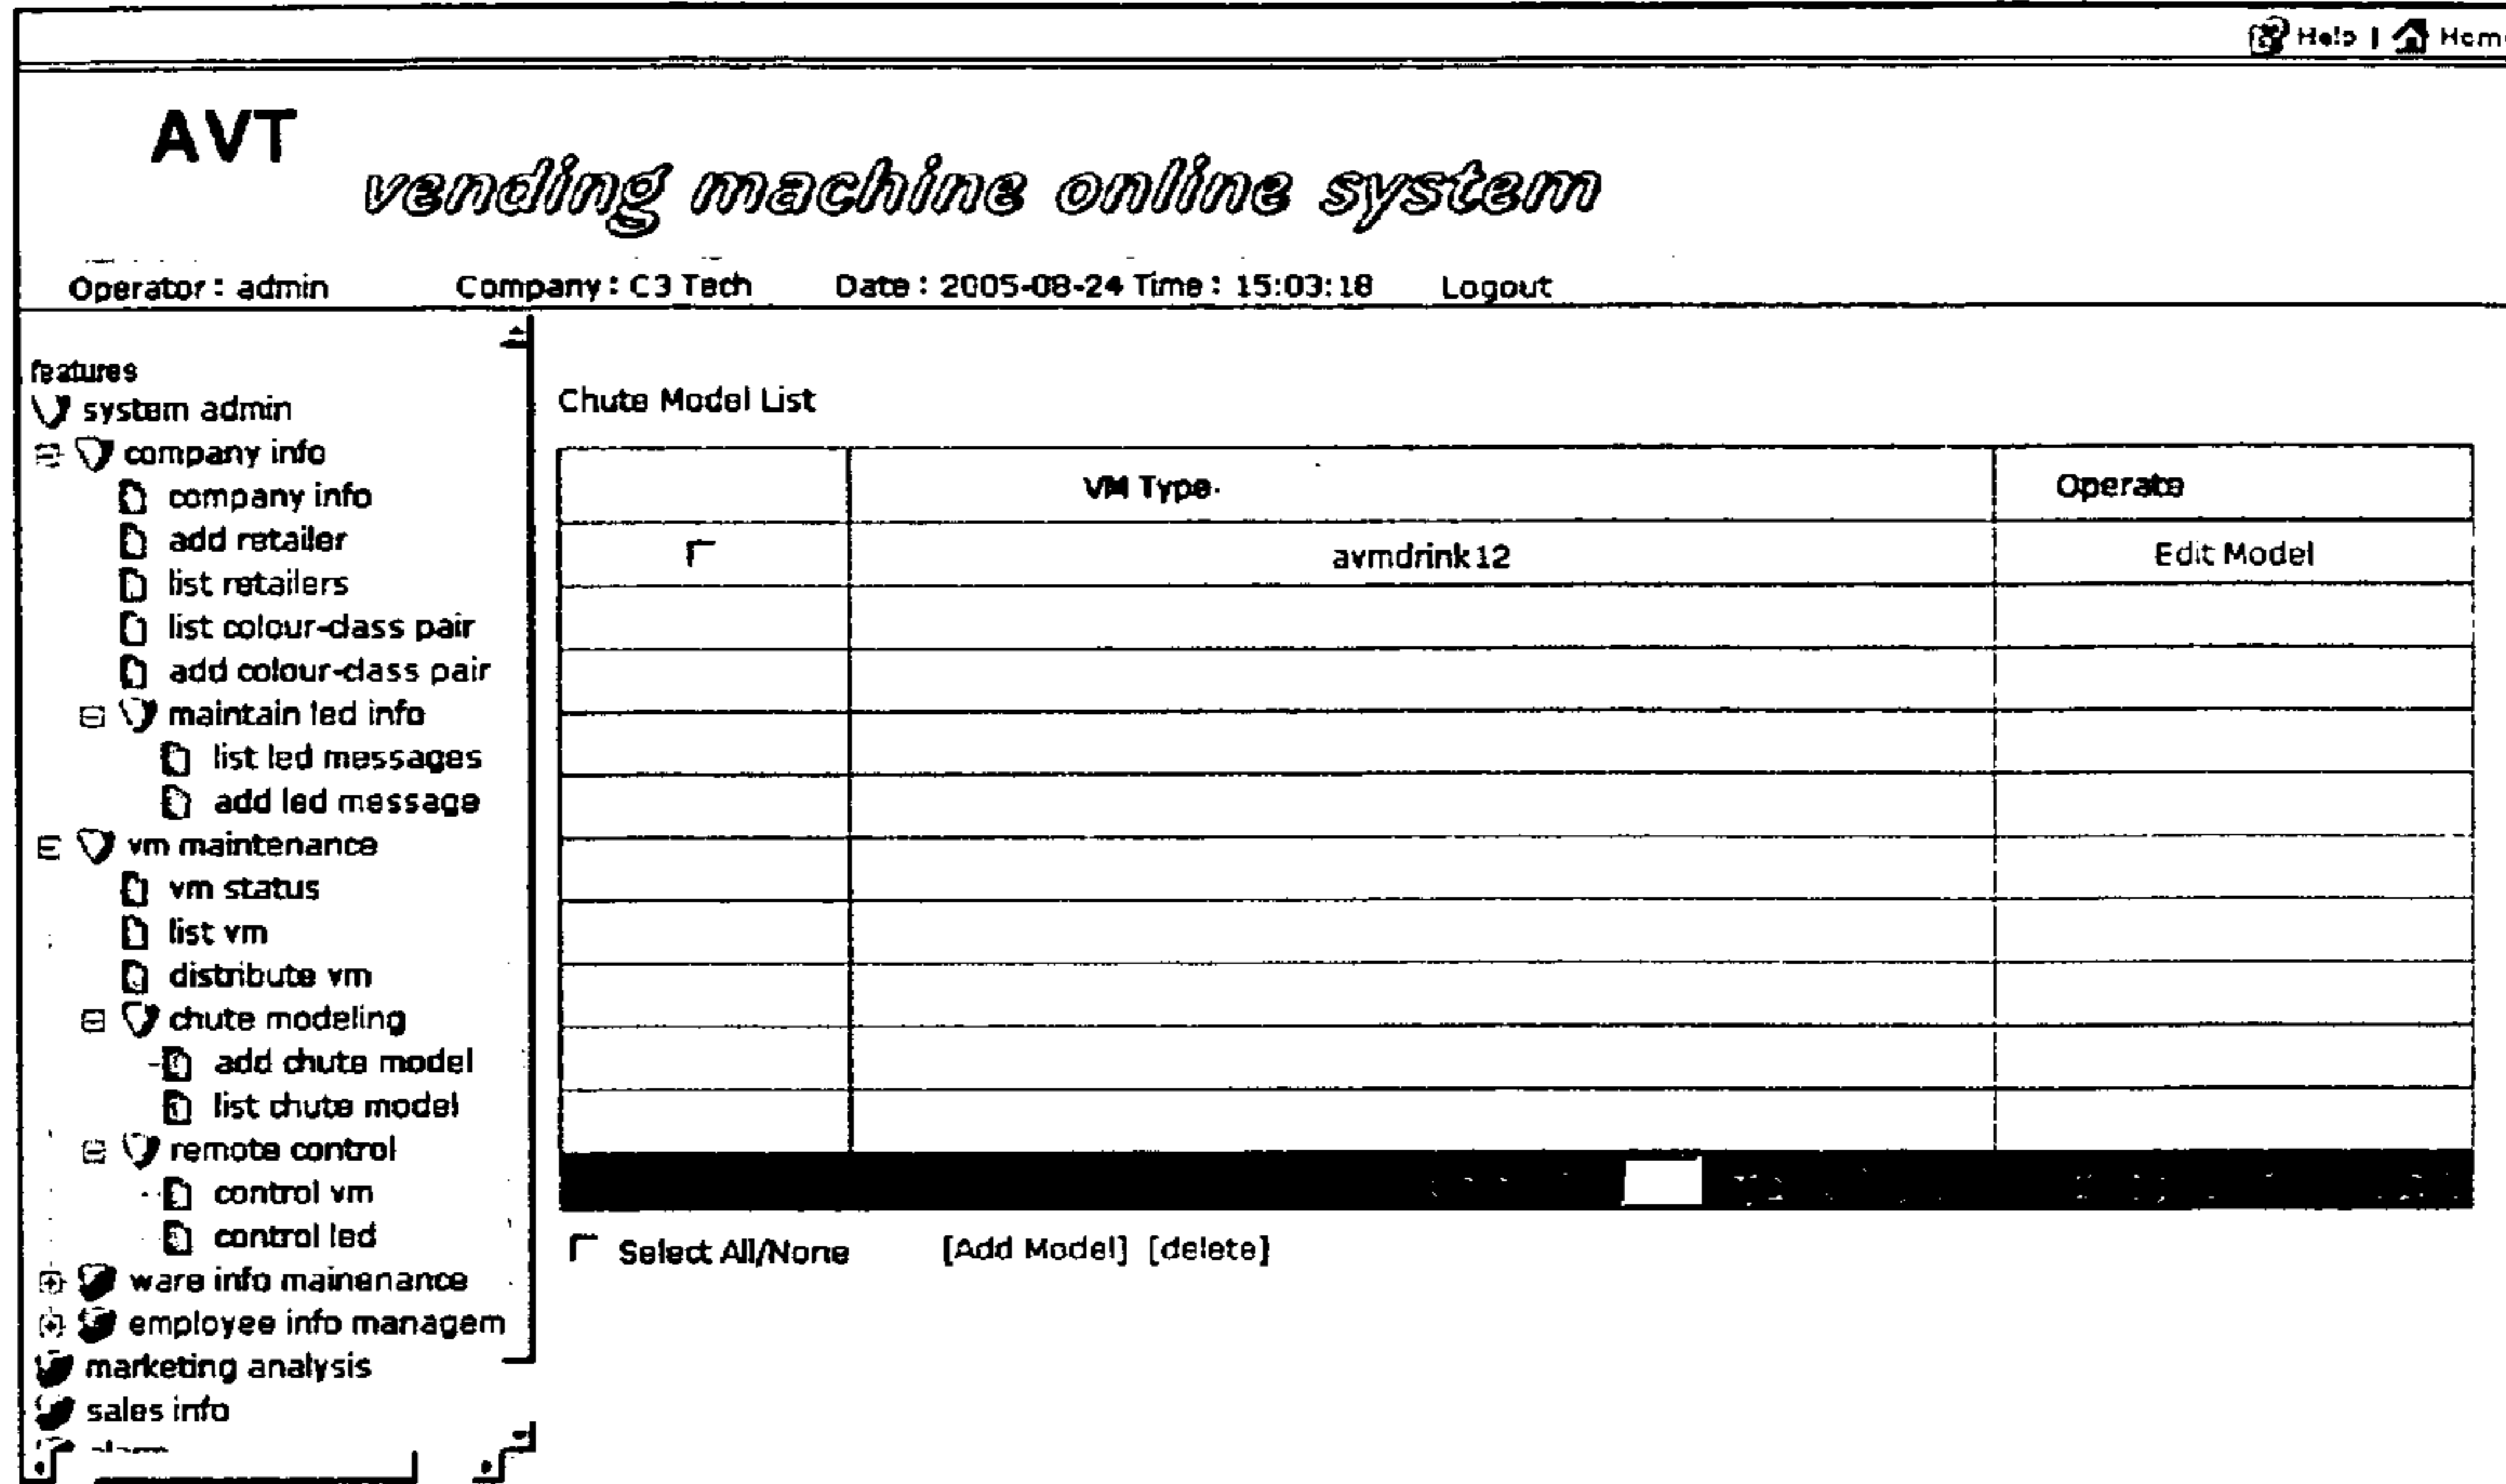 Help | Home
AVT
vending machine online system
Operator : admin Company : C3 Tech Date : 2005-08-24 Time : 15:03:18 Logout
features
system admin
company info
company info
add retailer
list retailers
list colour-class pair
add colour-class pair
maintain led info
list led messages
add led message
vm maintenance
vm status
list vm
distribute vm
chute modeling
add chute model
list chute model
remote control
control vm
control led
ware info mainenance
employee info managem
marketing analysis
sales info
Chute Model List
VM Type Operate
avmdrink12 Edit Model
Select All/None [Add Model] [delete]